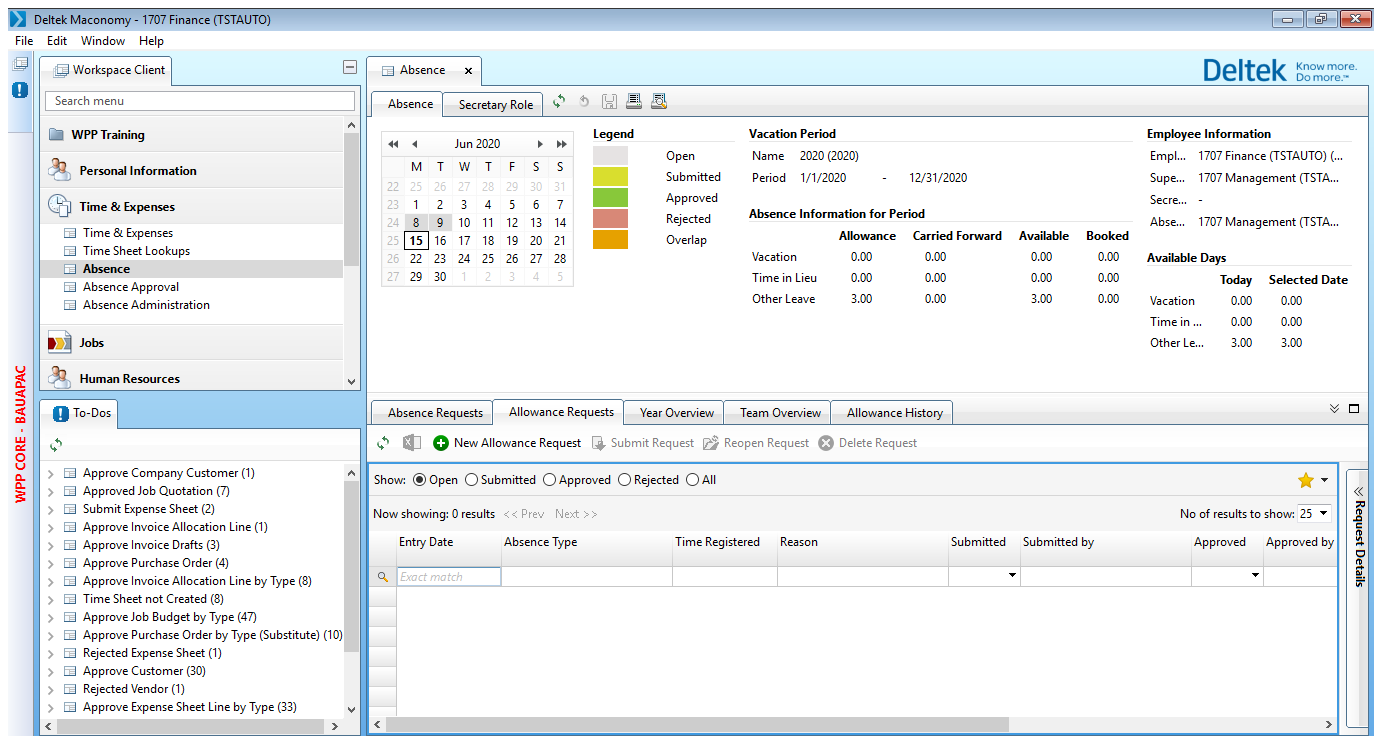 Deltek Maconomy - 1707 Finance (TSTAUTO)
File Edit Window Help
WPP CORE - BAUAPAC
Workspace Client
Search menu
WPP Training
Personal Information
Time & Expenses
Time & Expenses
Time Sheet Lookups
Absence
Absence Approval
Absence Administration
Jobs
Human Resources
To-Dos
Approve Company Customer (1)
Approved Job Quotation (7)
Submit Expense Sheet (2)
Approve Invoice Allocation Line (1)
Approve Invoice Drafts (3)
Approve Purchase Order (4)
Approve Invoice Allocation Line by Type (8)
Time Sheet not Created (8)
Approve Job Budget by Type (47)
Approve Purchase Order by Type (Substitute) (10)
Rejected Expense Sheet (1)
Approve Customer (30)
Rejected Vendor (1)
Approve Expense Sheet Line by Type (33)
Absence x
Deltek Know more.
Do more.™
Absence Secretary Role
Jun 2020
M T W T F S S
22 25 26 27 28 29 30 31
23 1 2 3 4 5 6 7
24 8 9 10 11 12 13 14
25 15 16 17 18 19 20 21
26 22 23 24 25 26 27 28
27 29 30 1 2 3 4 5
Legend
Open
Submitted
Approved
Rejected
Overlap
Vacation Period
Name 2020 (2020)
Period 1/1/2020 - 12/31/2020
Absence Information for Period
Allowance Carried Forward Available Booked
Vacation 0.00 0.00 0.00 0.00
Time in Lieu 0.00 0.00 0.00 0.00
Other Leave 3.00 0.00 3.00 0.00
Employee Information
Empl... 1707 Finance (TSTAUTO) (...
Supe... 1707 Management (TSTA...
Secre... -
Abse... 1707 Management (TSTA...
Available Days
Today Selected Date
Vacation 0.00 0.00
Time in ... 0.00 0.00
Other Le... 3.00 3.00
Absence Requests Allowance Requests Year Overview Team Overview Allowance History
New Allowance Request Submit Request Reopen Request Delete Request
Show: Open Submitted Approved Rejected All
Now showing: 0 results << Prev Next >> No of results to show: 25
Entry Date Absence Type Time Registered Reason Submitted Submitted by Approved Approved by
Exact match
Request Details